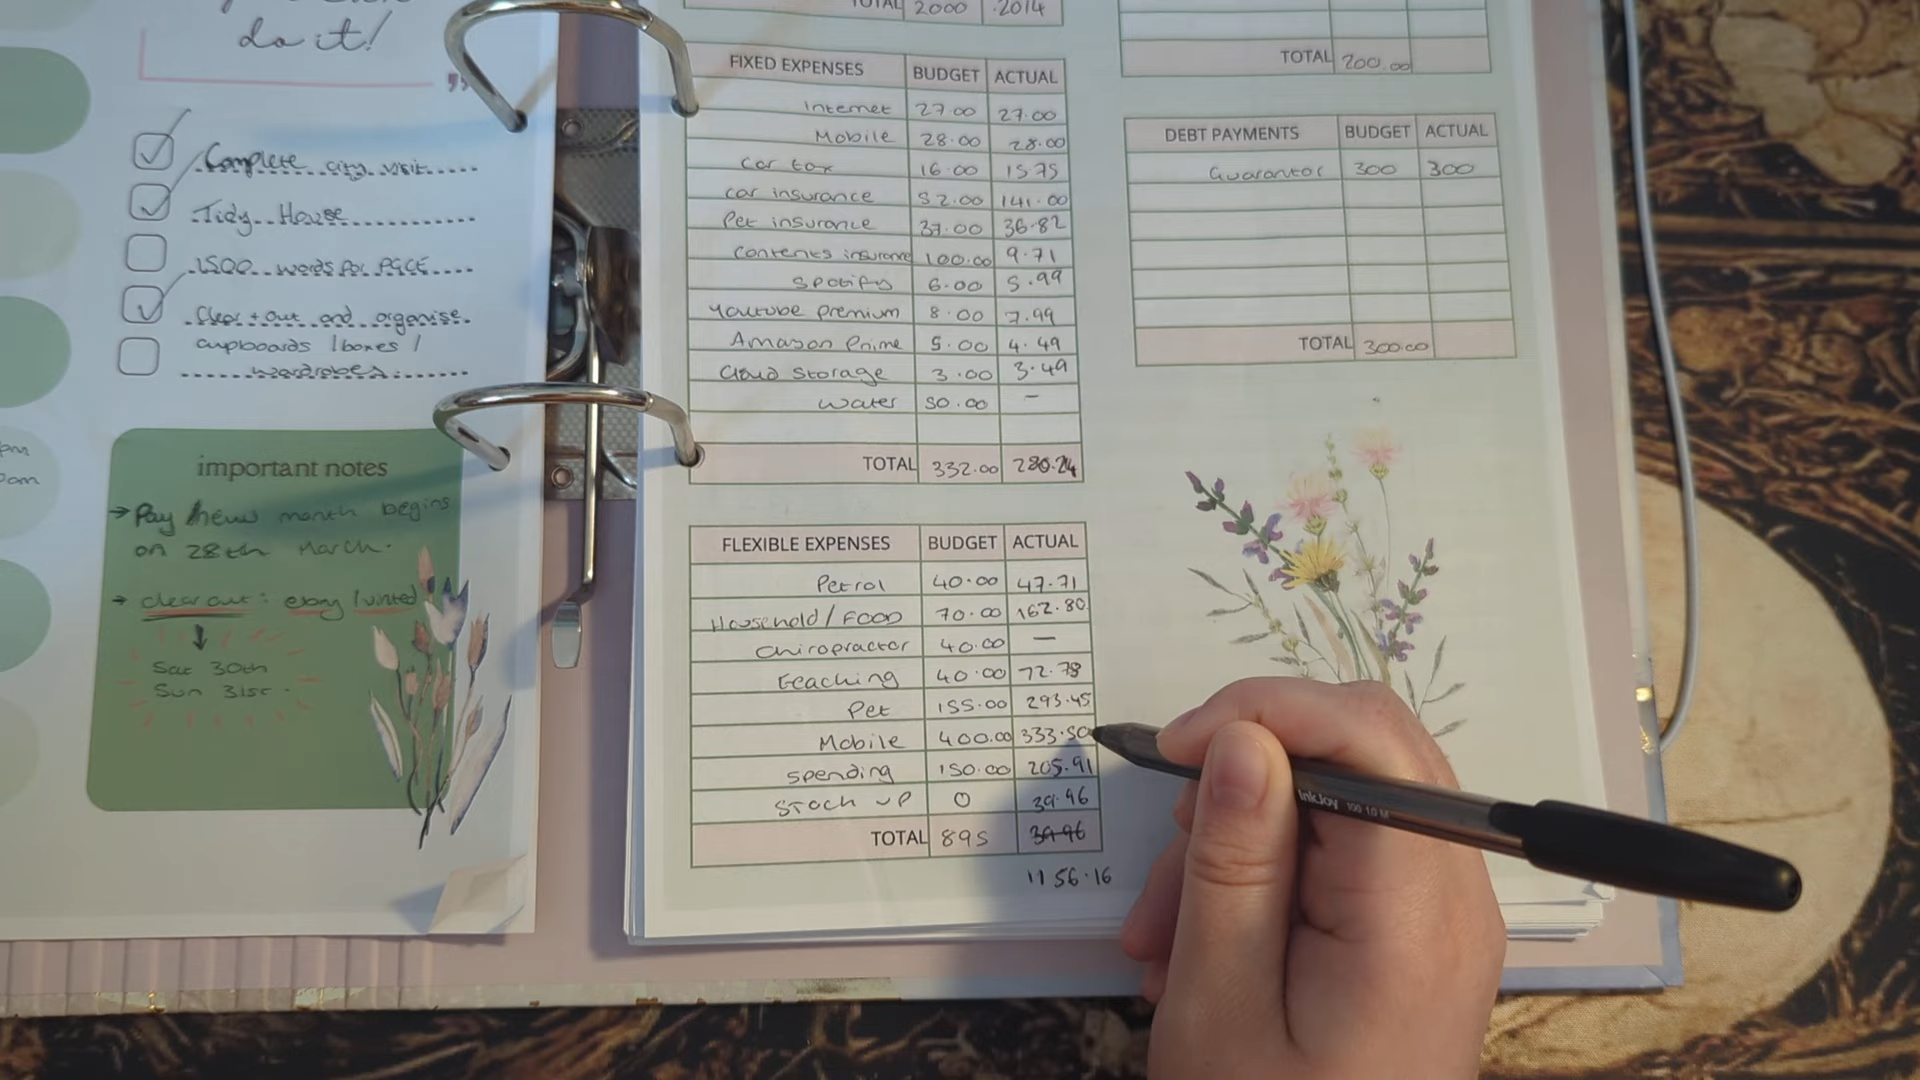 do it!
”
Complete city visit
Tidy House
1500 words for PGCE
Clear out and organise
cupboards / boxes /
wardrobes
important notes
→ Pay new month begins
on 28th March.
→ clear out: ebay / vinted
↓
Sat 30th
Sun 31st.
pm
TOTAL 2000 2014
FIXED EXPENSES BUDGET ACTUAL
Internet 27.00 27.00
Mobile 28.00 28.00
Car tax 16.00 15.75
car insurance 52.00 141.00
Pet insurance 37.00 36.82
Contents insurance 100.00 9.71
Spotify 6.00 5.99
Youtube Premium 8.00 7.99
Amazon Prime 5.00 4.49
Cloud Storage 3.00 3.49
Water 50.00 -
TOTAL 332.00 280.24
FLEXIBLE EXPENSES BUDGET ACTUAL
Petrol 40.00 47.71
Household / FOOD 70.00 162.80
Chiropractor 40.00 —
Teaching 40.00 72.78
Pet 155.00 293.45
Mobile 400.00 333.50
Spending 150.00 205.91
Stock up 0 39.96
TOTAL 895 39.96
1156.16
TOTAL 200.00
DEBT PAYMENTS BUDGET ACTUAL
Guarantor 300 300
TOTAL 300.00
InkJoy 100 1.0 M